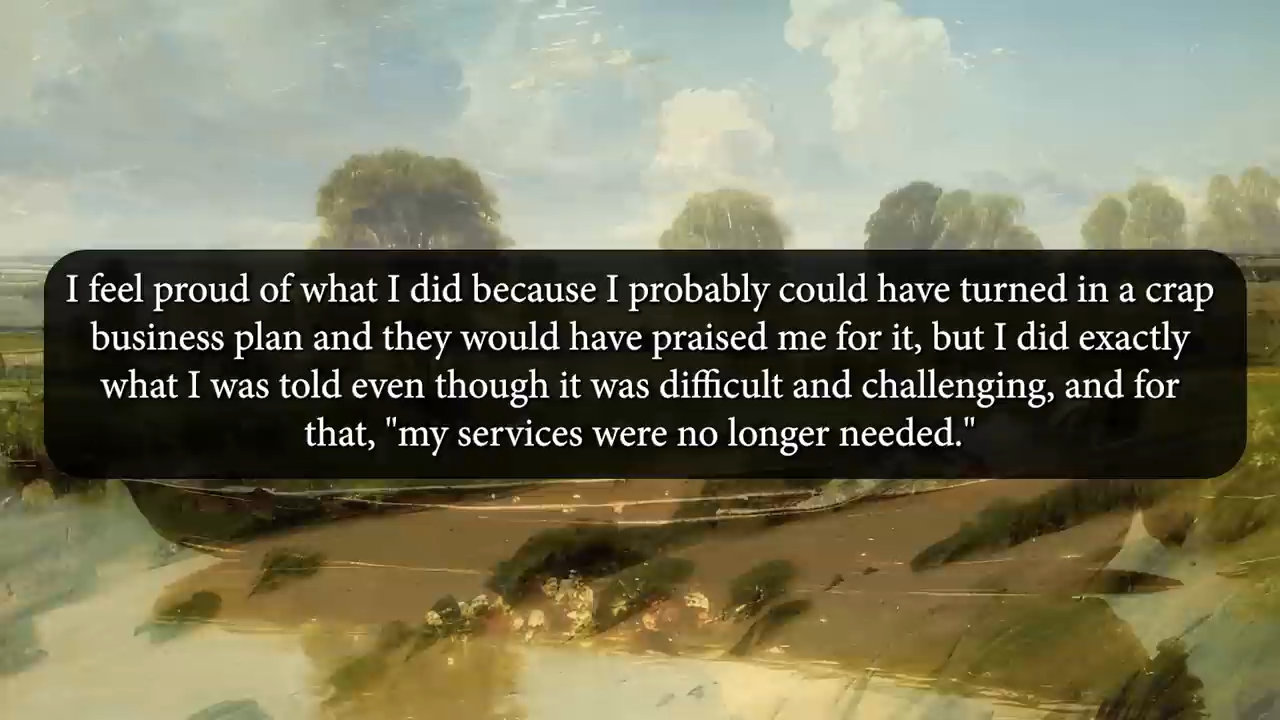 I feel proud of what I did because I probably could have turned in a crap
business plan and they would have praised me for it, but I did exactly
what I was told even though it was difficult and challenging, and for
that, "my services were no longer needed."